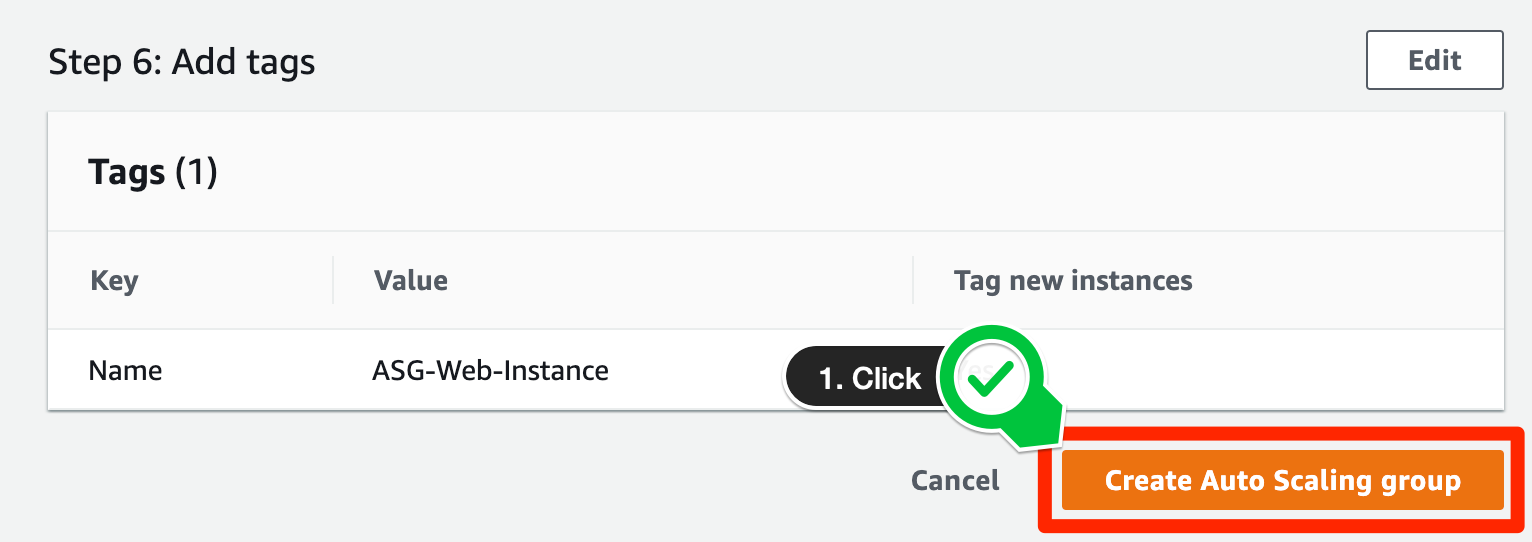 Step 6: Add tags
Edit
Tags (1)
Key Value Tag new instances
Name ASG-Web-Instance
1. Click
Cancel Create Auto Scaling group